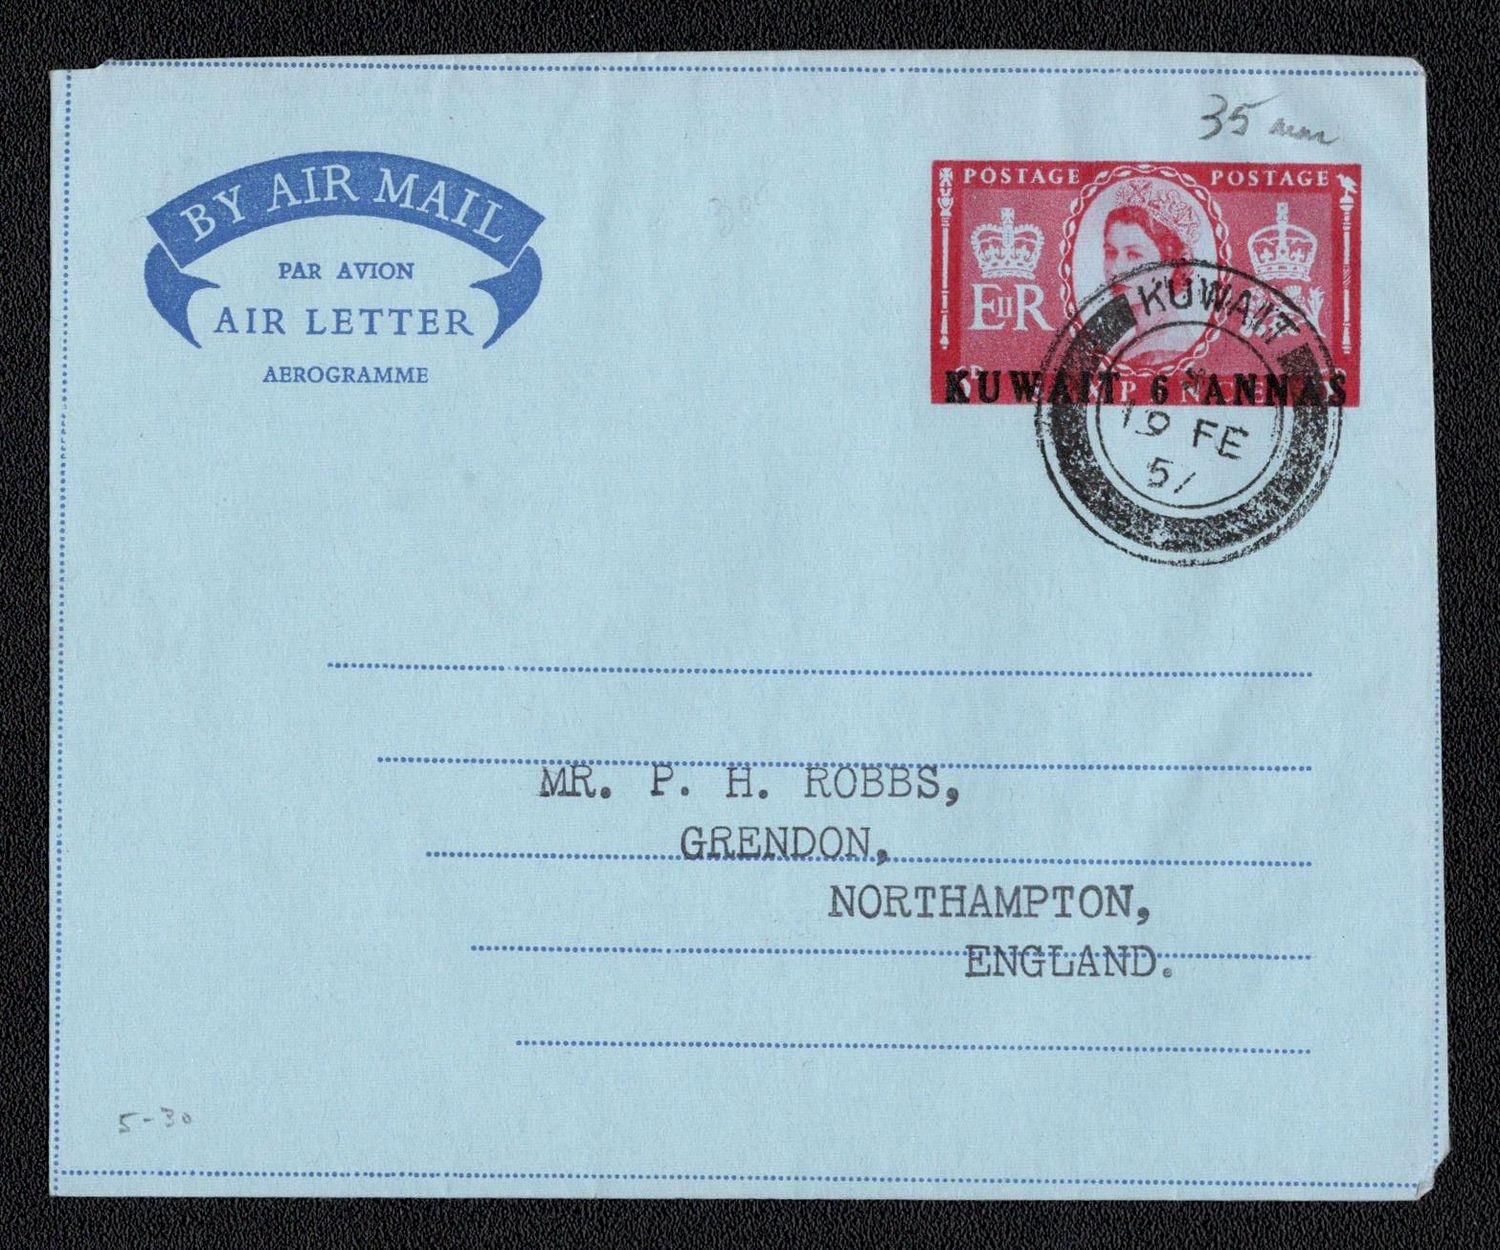 35 mm
BY AIR MAIL
PAR AVION
AIR LETTER
AEROGRAMME
POSTAGE POSTAGE
EIIR
KUWAIT 6 ANNAS
KUWAIT
19 FE
57
MR. P. H. ROBBS,
GRENDON,
NORTHAMPTON,
ENGLAND.
5-30